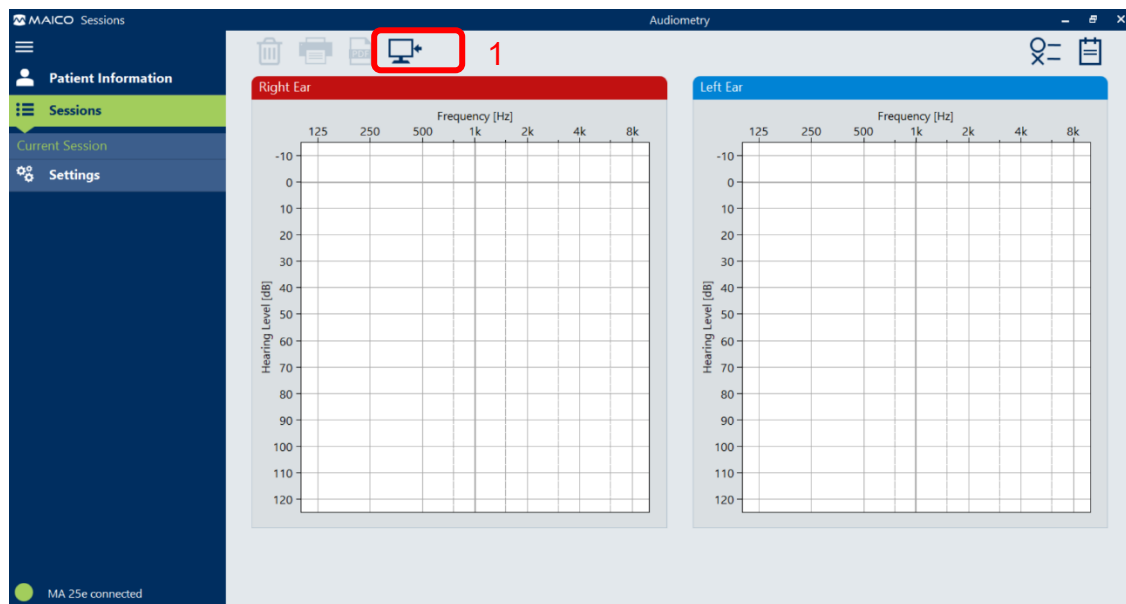 MAICO Sessions
Audiometry
PDF
1
Patient Information
Sessions
Current Session
Settings
Right Ear
Frequency [Hz]
125 250 500 1k 2k 4k 8k
Hearing Level [dB]
-10
0
10
20
30
40
50
60
70
80
90
100
110
120
Left Ear
Frequency [Hz]
125 250 500 1k 2k 4k 8k
Hearing Level [dB]
-10
0
10
20
30
40
50
60
70
80
90
100
110
120
MA 25e connected